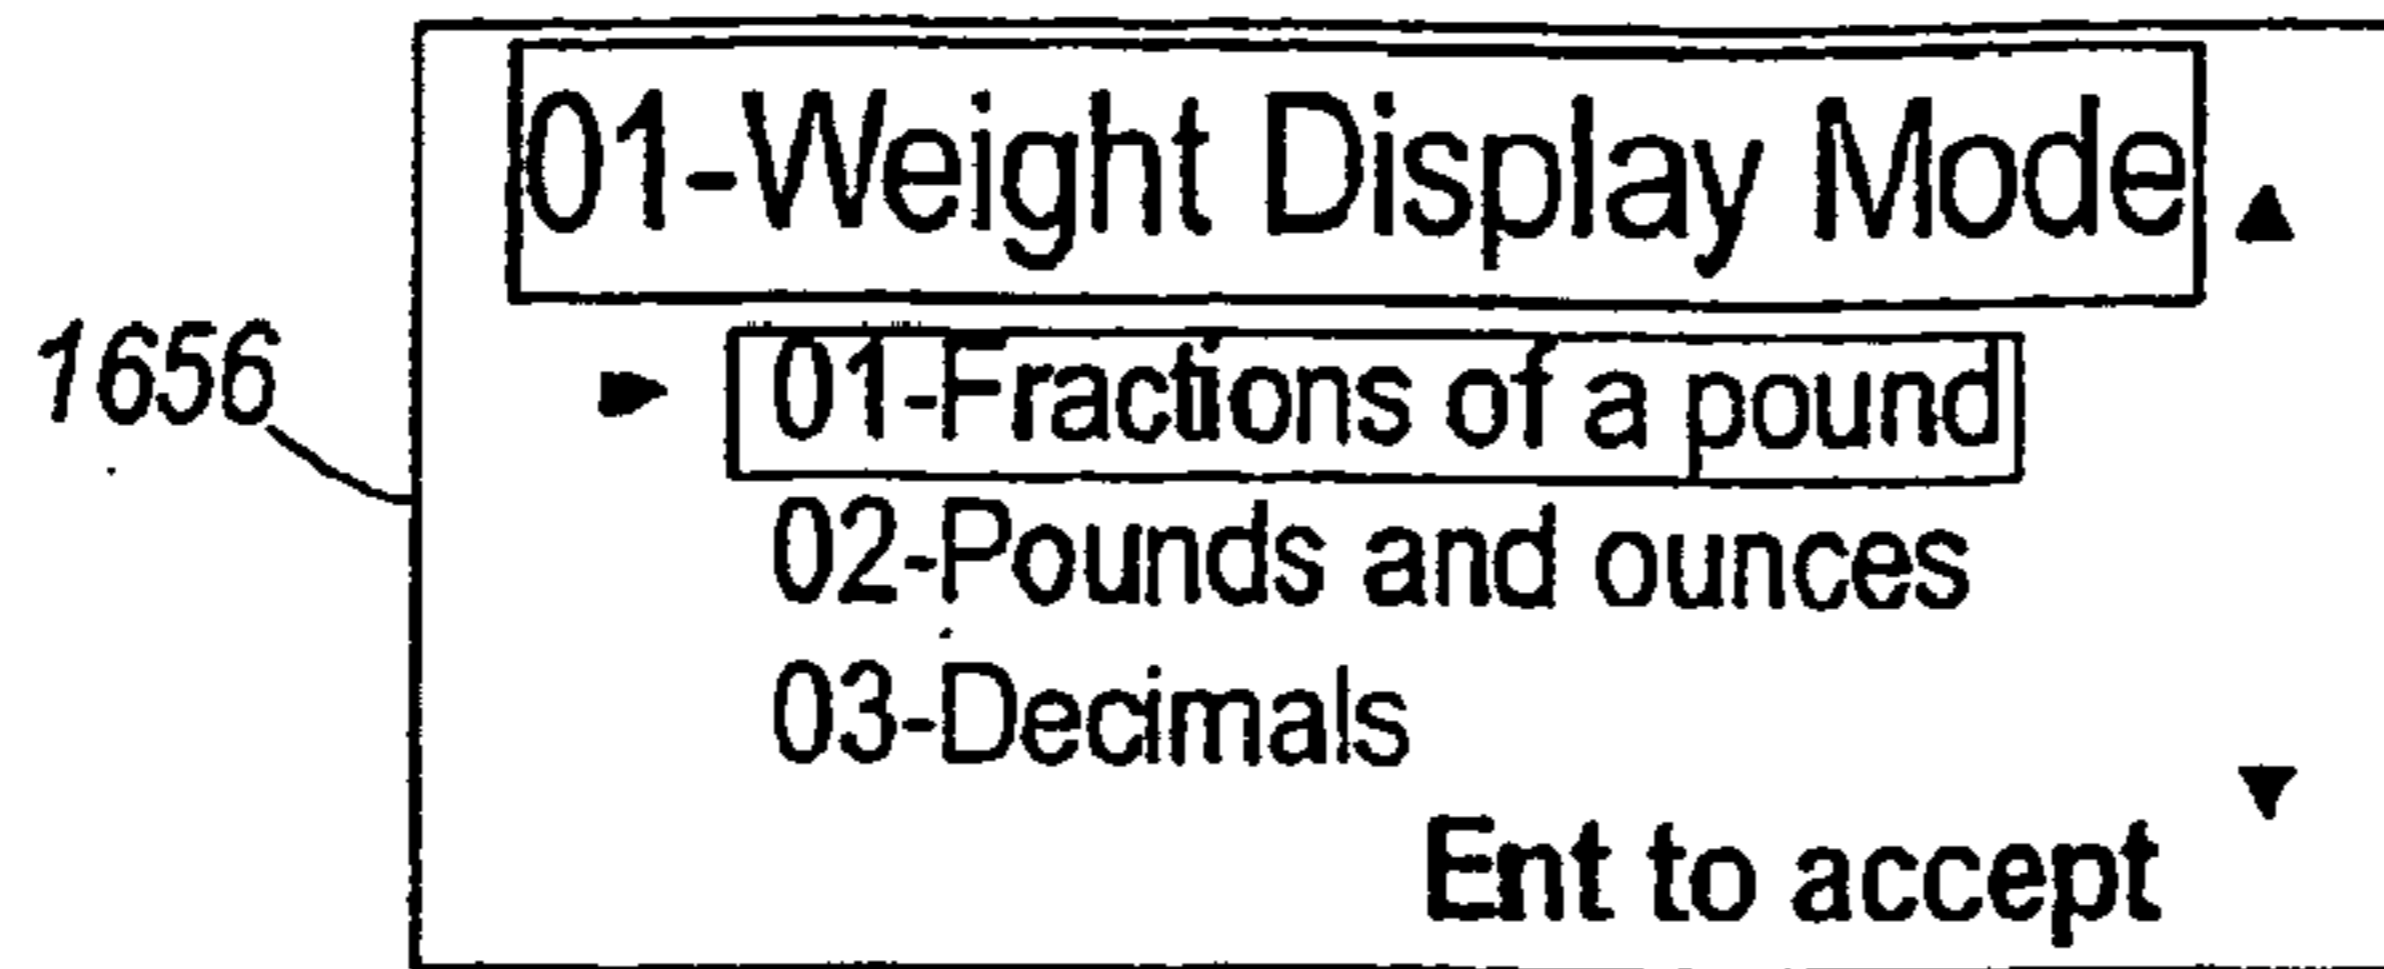 01-Weight Display Mode
1656
01-Fractions of a pound
02-Pounds and ounces
03-Decimals
Ent to accept